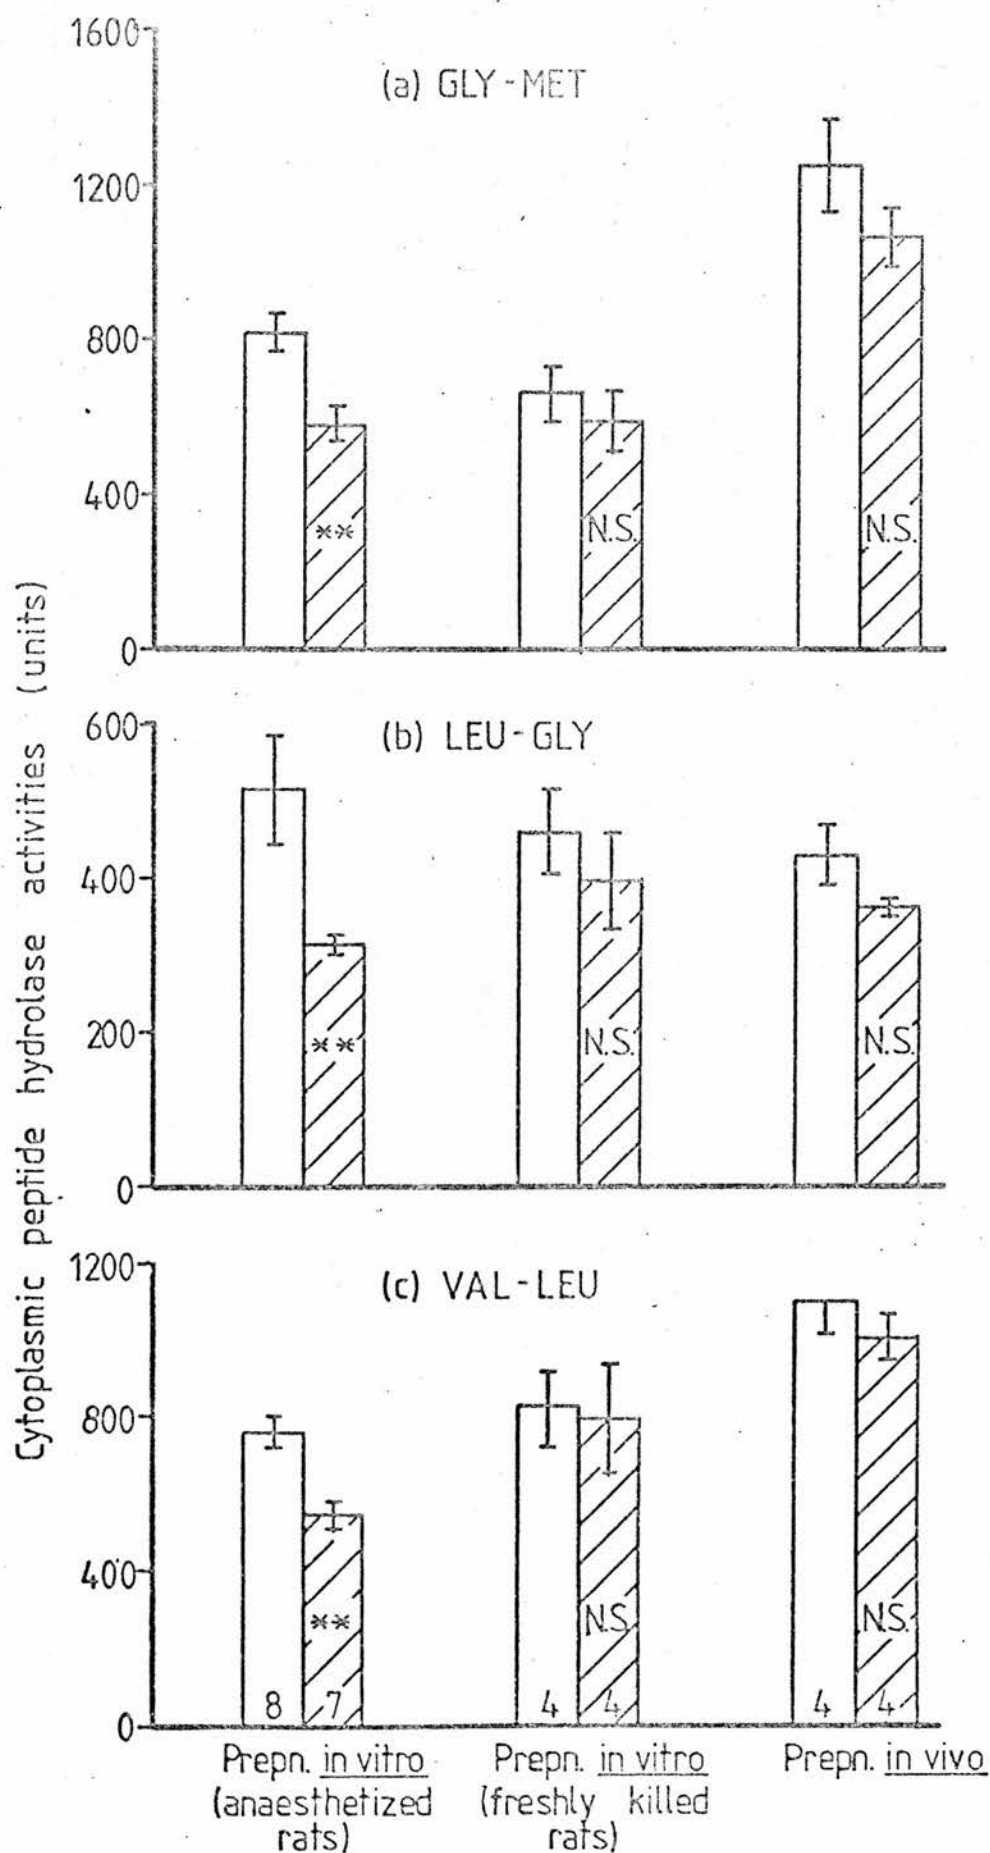 Cytoplasmic peptide hydrolase activities (units)
(a) GLY-MET
1600
1200
800
400
0
**
N.S.
N.S.
(b) LEU-GLY
600
400
200
0
**
N.S.
N.S.
(c) VAL-LEU
1200
800
400
0
**
N.S.
N.S.
8 7 4 4 4 4
Prepn. in vitro
(anaesthetized
rats)
Prepn. in vitro
(freshly killed
rats)
Prepn. in vivo